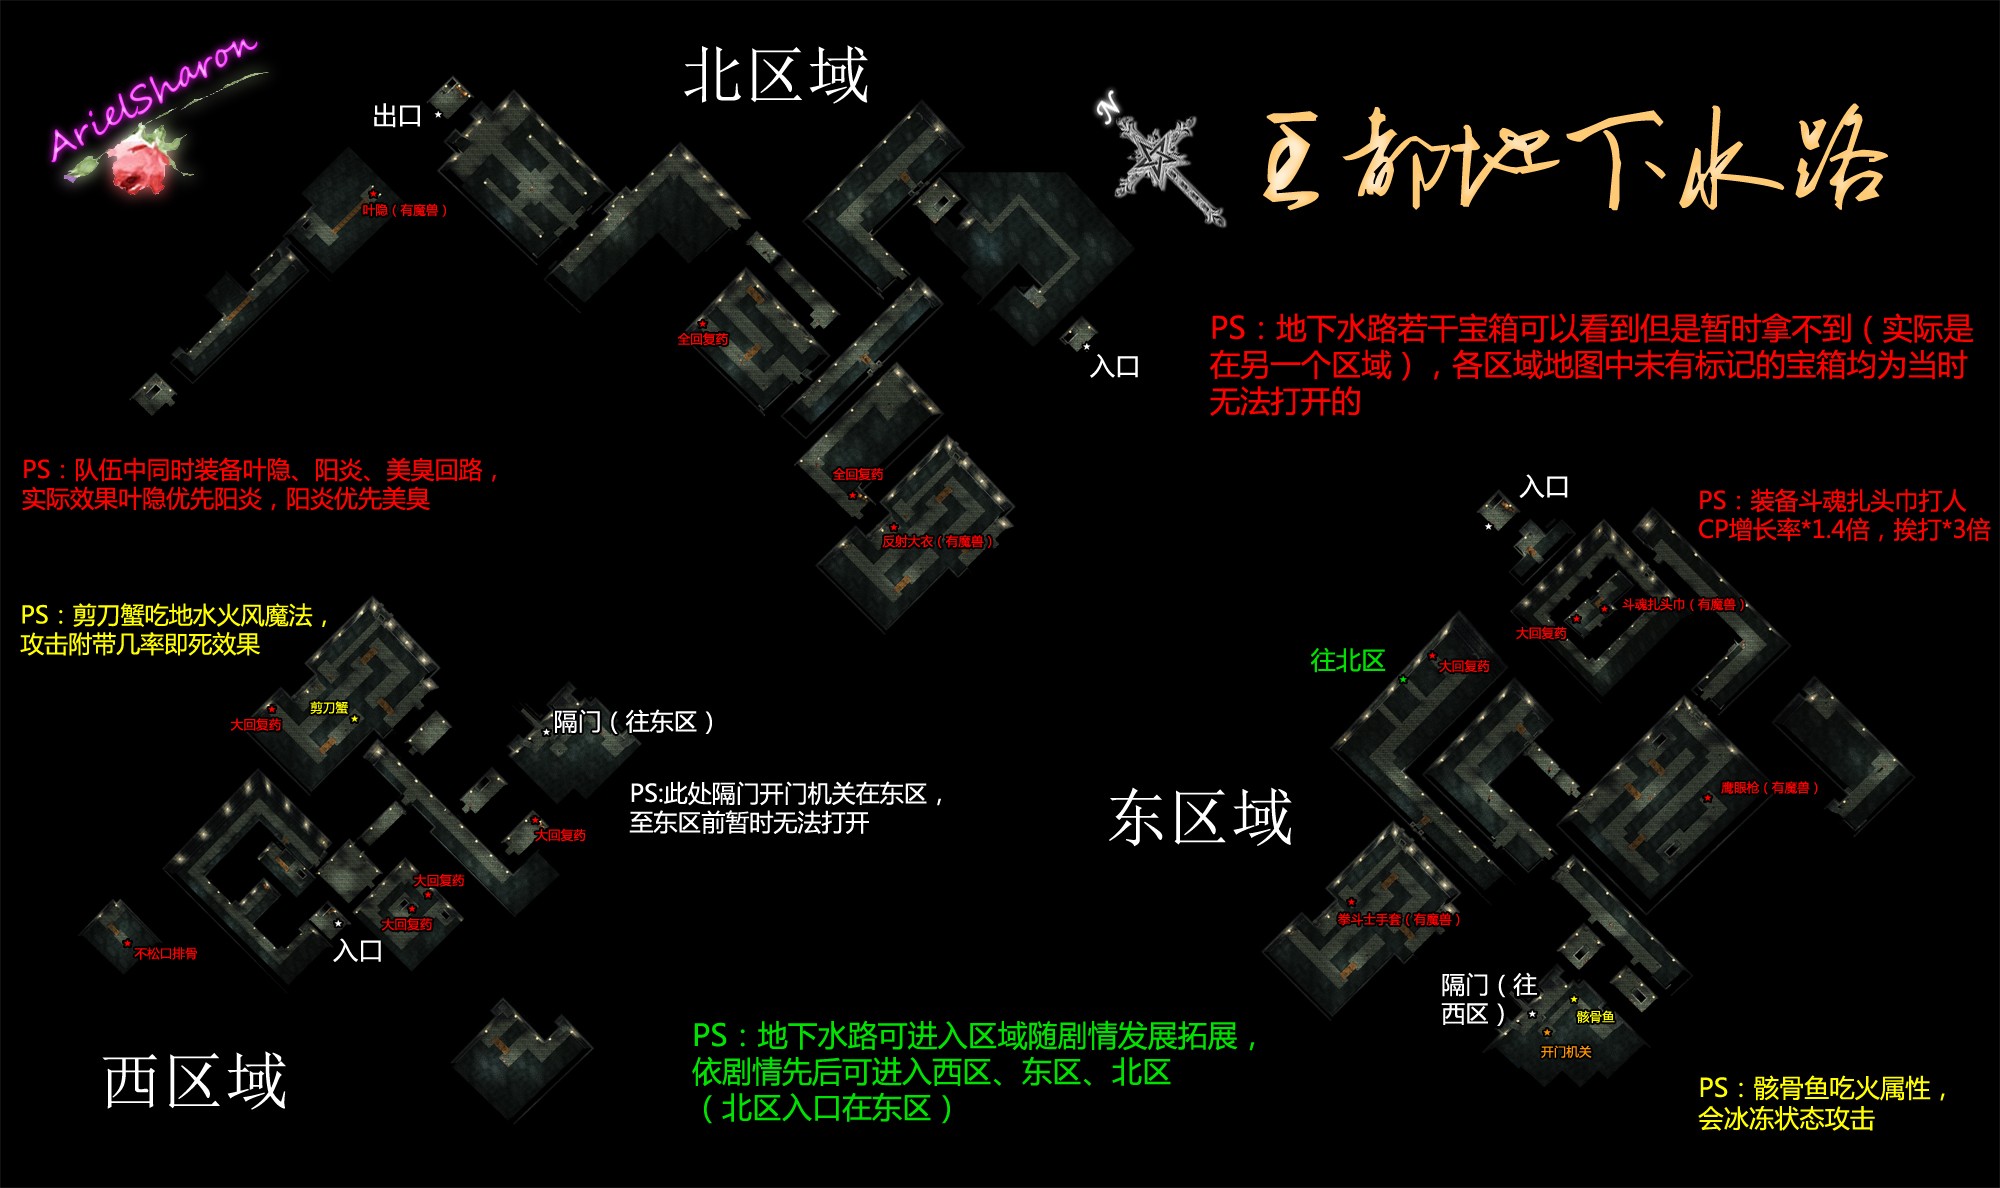 ArielSharon
北区域
N
王都地下水路
出口
叶隐（有魔兽）
全回复药
入口
全回复药
反射大衣（有魔兽）
PS：地下水路若干宝箱可以看到但是暂时拿不到（实际是
在另一个区域），各区域地图中未有标记的宝箱均为当时
无法打开的
PS：队伍中同时装备叶隐、阳炎、美臭回路，
实际效果叶隐优先阳炎，阳炎优先美臭
入口
PS：装备斗魂扎头巾打人
CP增长率*1.4倍，挨打*3倍
斗魂扎头巾（有魔兽）
大回复药
往北区
大回复药
鹰眼枪（有魔兽）
东区域
拳斗士手套（有魔兽）
隔门（往
西区）
骸骨鱼
开门机关
PS：骸骨鱼吃火属性，
会冰冻状态攻击
PS：剪刀蟹吃地水火风魔法，
攻击附带几率即死效果
剪刀蟹
大回复药
隔门（往东区）
PS:此处隔门开门机关在东区，
至东区前暂时无法打开
大回复药
大回复药
大回复药
入口
不松口排骨
西区域
PS：地下水路可进入区域随剧情发展拓展，
依剧情先后可进入西区、东区、北区
（北区入口在东区）